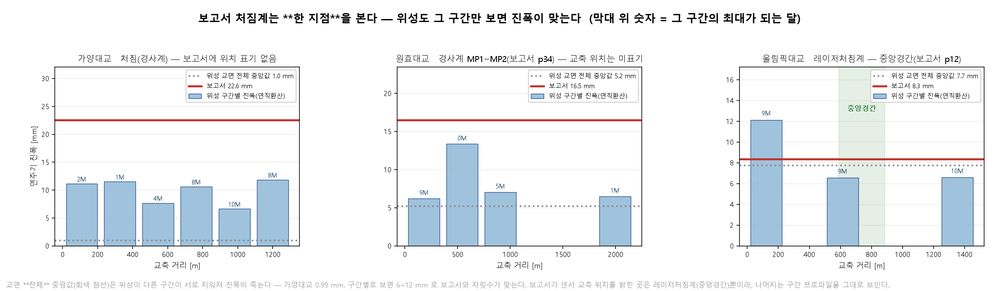 보고서 처짐계는 **한 지점**을 본다 — 위성도 그 구간만 보면 진폭이 맞는다 (막대 위 숫자 = 그 구간의 최대가 되는 달)
가양대교 처짐(경사계) — 보고서에 위치 표기 없음
위성 교면 전체 중앙값 1.0 mm
보고서 22.6 mm
위성 구간별 진폭(연직환산)
연주기 진폭 [mm]
30
25
20
15
10
5
0
2M
1M
4M
8M
10M
8M
0
200
400
600
800
1000
1200
교축 거리 [m]
원효대교 경사계 MP1~MP2(보고서 p34) — 교축 위치는 미표기
위성 교면 전체 중앙값 5.2 mm
보고서 16.5 mm
위성 구간별 진폭(연직환산)
20
15
10
5
0
9M
0M
5M
1M
0
500
1000
1500
2000
교축 거리 [m]
올림픽대교 레이저처짐계 — 중앙경간(보고서 p12)
위성 교면 전체 중앙값 7.7 mm
보고서 8.3 mm
위성 구간별 진폭(연직환산)
중앙경간
16
14
12
10
8
6
4
2
0
9M
9M
10M
0
200
400
600
800
1000
1200
1400
교축 거리 [m]
교면 **전체** 중앙값(회색 점선)은 위상이 다른 구간이 서로 지워져 진폭이 죽는다 — 가양대교 0.99 mm. 구간별로 보면 6~12 mm 로 보고서와 자릿수가 맞는다. 보고서가 센서 교축 위치를 밝힌 곳은 레이저처짐계(중앙경간)뿐이라, 나머지는 구간 프로파일을 그대로 보인다.